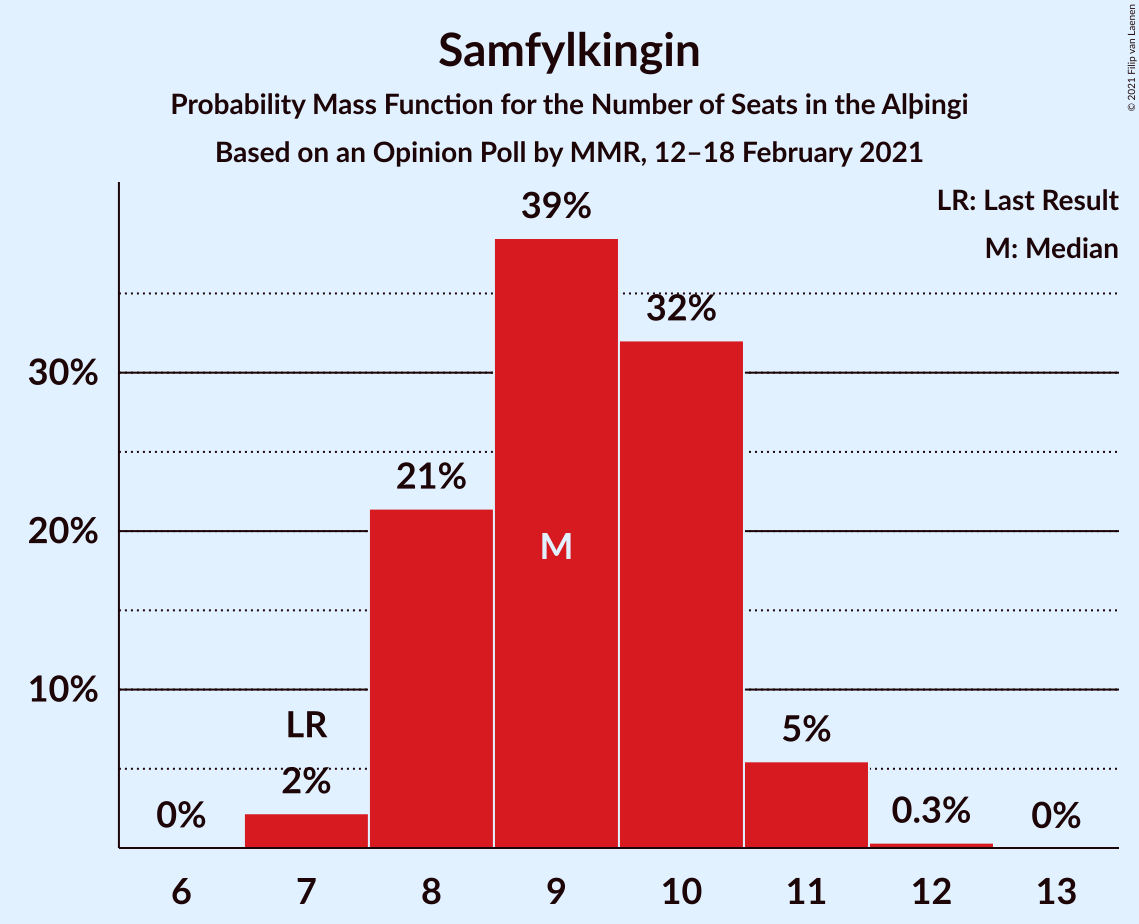 Samfylkingin
Probability Mass Function for the Number of Seats in the Alþingi
Based on an Opinion Poll by MMR, 12–18 February 2021
© 2021 Filip van Laenen
LR: Last Result
M: Median
39%
32%
30%
21%
20%
M
10%
LR
5%
2%
0%
0.3%
0%
6 7 8 9 10 11 12 13